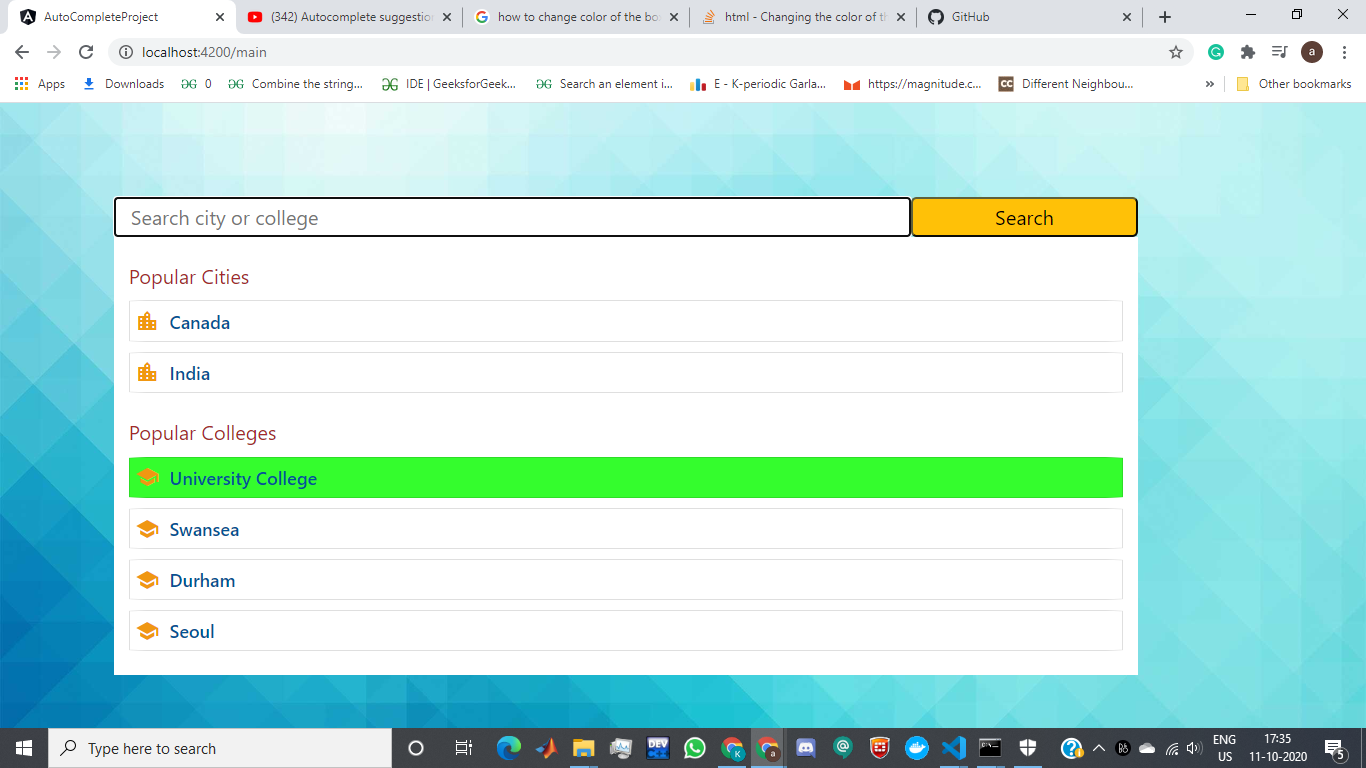 AutoCompleteProject
(342) Autocomplete suggestion
how to change color of the bo
html - Changing the color of th
GitHub
localhost:4200/main
a
Apps
Downloads
0
Combine the string...
IDE | GeeksforGeek...
Search an element i...
E - K-periodic Garla...
https://magnitude.c...
CC
Different Neighbou...
»
Other bookmarks
Search city or college
Search
Popular Cities
Canada
India
Popular Colleges
University College
Swansea
Durham
Seoul
Type here to search
DEV
K
a
ENG
US
17:35
11-10-2020
5